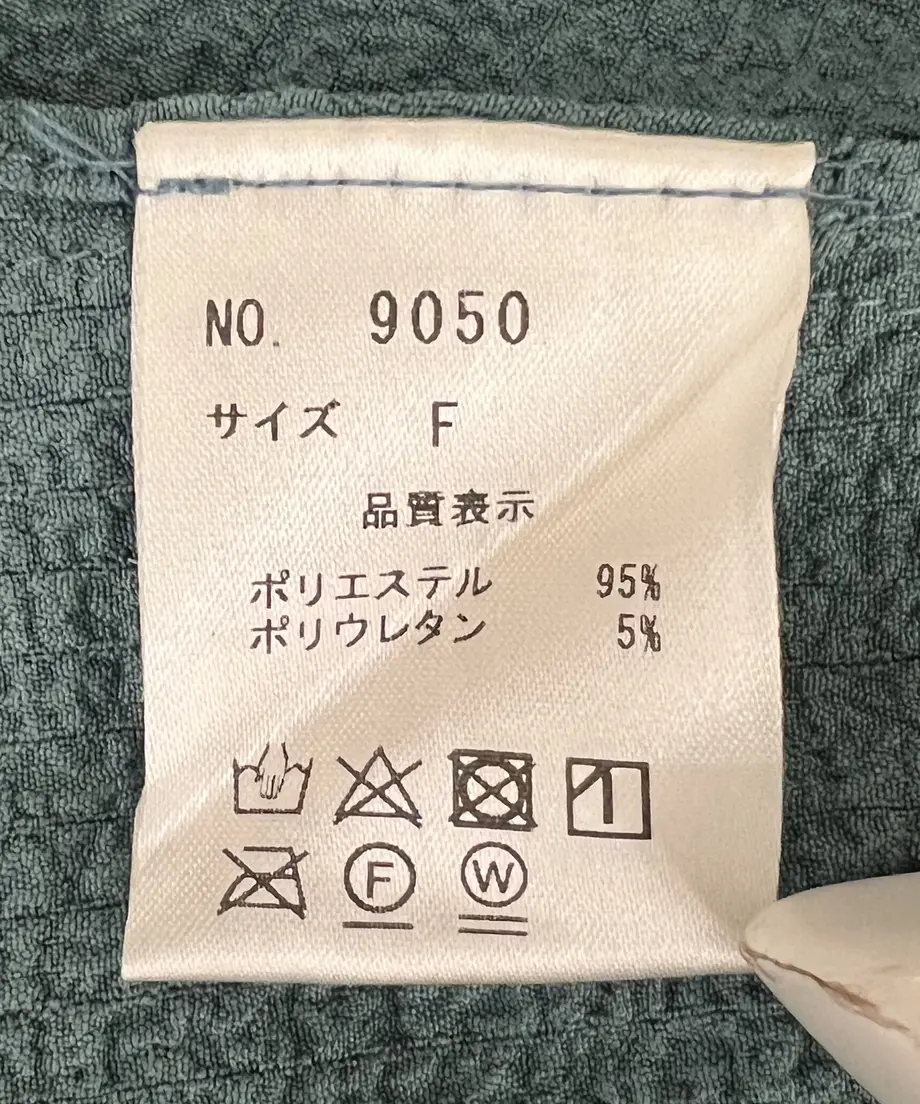 NO. 9050
サイズ F
品質表示
ポリエステル 95%
ポリウレタン 5%
F W